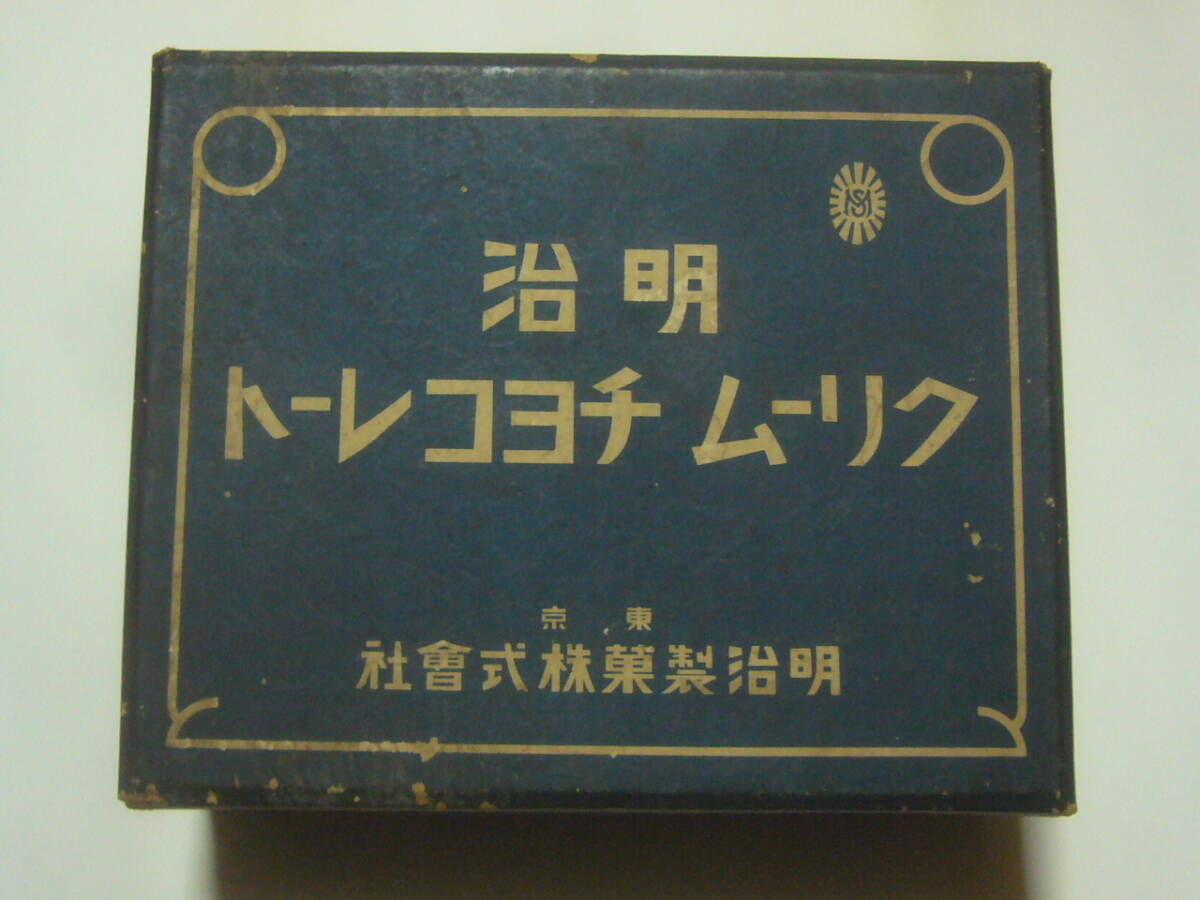 明治
クリーム チヨコレート
東京
明治製菓株式會社